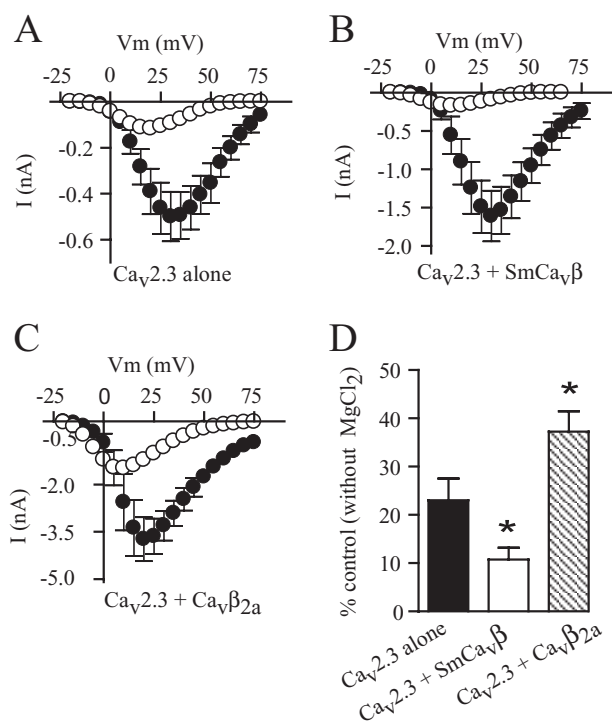 A
Vm (mV)
-25 0 25 50 75
-0.2
-0.4
-0.6
I (nA)
Caᵥ2.3 alone
B
Vm (mV)
-25 0 25 50 75
-0.5
-1.0
-1.5
-2.0
I (nA)
Caᵥ2.3 + SmCaᵥβ
C
Vm (mV)
-25 0 25 50 75
-0.5
-2.0
-3.5
-5.0
I (nA)
Caᵥ2.3 + Caᵥβ₂ₐ
D
50
40
30
20
10
0
% control (without MgCl₂)
*
*
Caᵥ2.3 alone
Caᵥ2.3 + SmCaᵥβ
Caᵥ2.3 + Caᵥβ₂ₐ